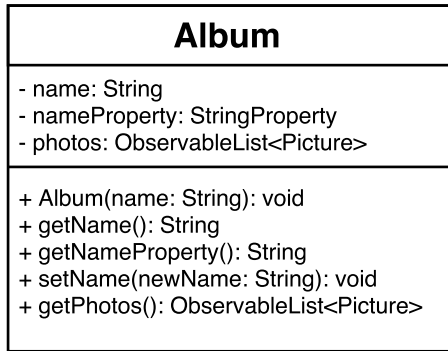 Album
- name: String
- nameProperty: StringProperty
- photos: ObservableList<Picture>
+ Album(name: String): void
+ getName(): String
+ getNameProperty(): String
+ setName(newName: String): void
+ getPhotos(): ObservableList<Picture>